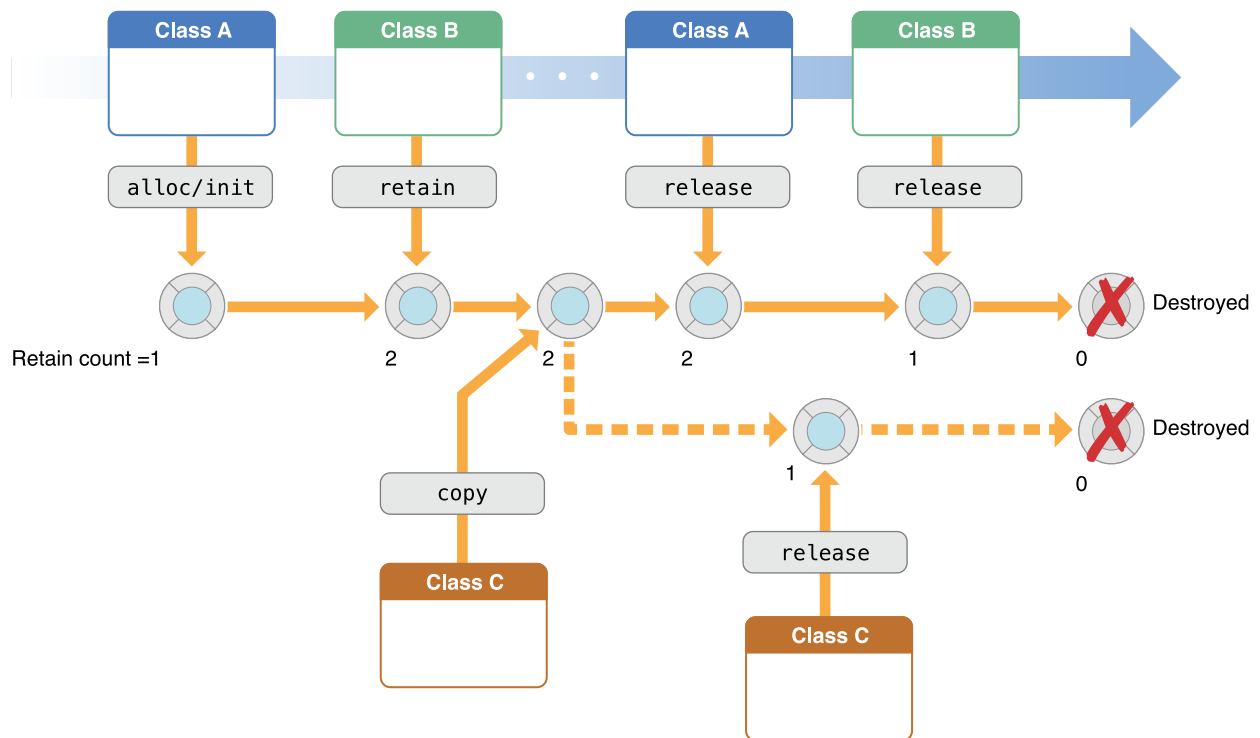 Class A
Class B
Class A
Class B
alloc/init
retain
release
release
Destroyed
Retain count =1
2
2
2
1
0
Destroyed
1
0
copy
release
Class C
Class C